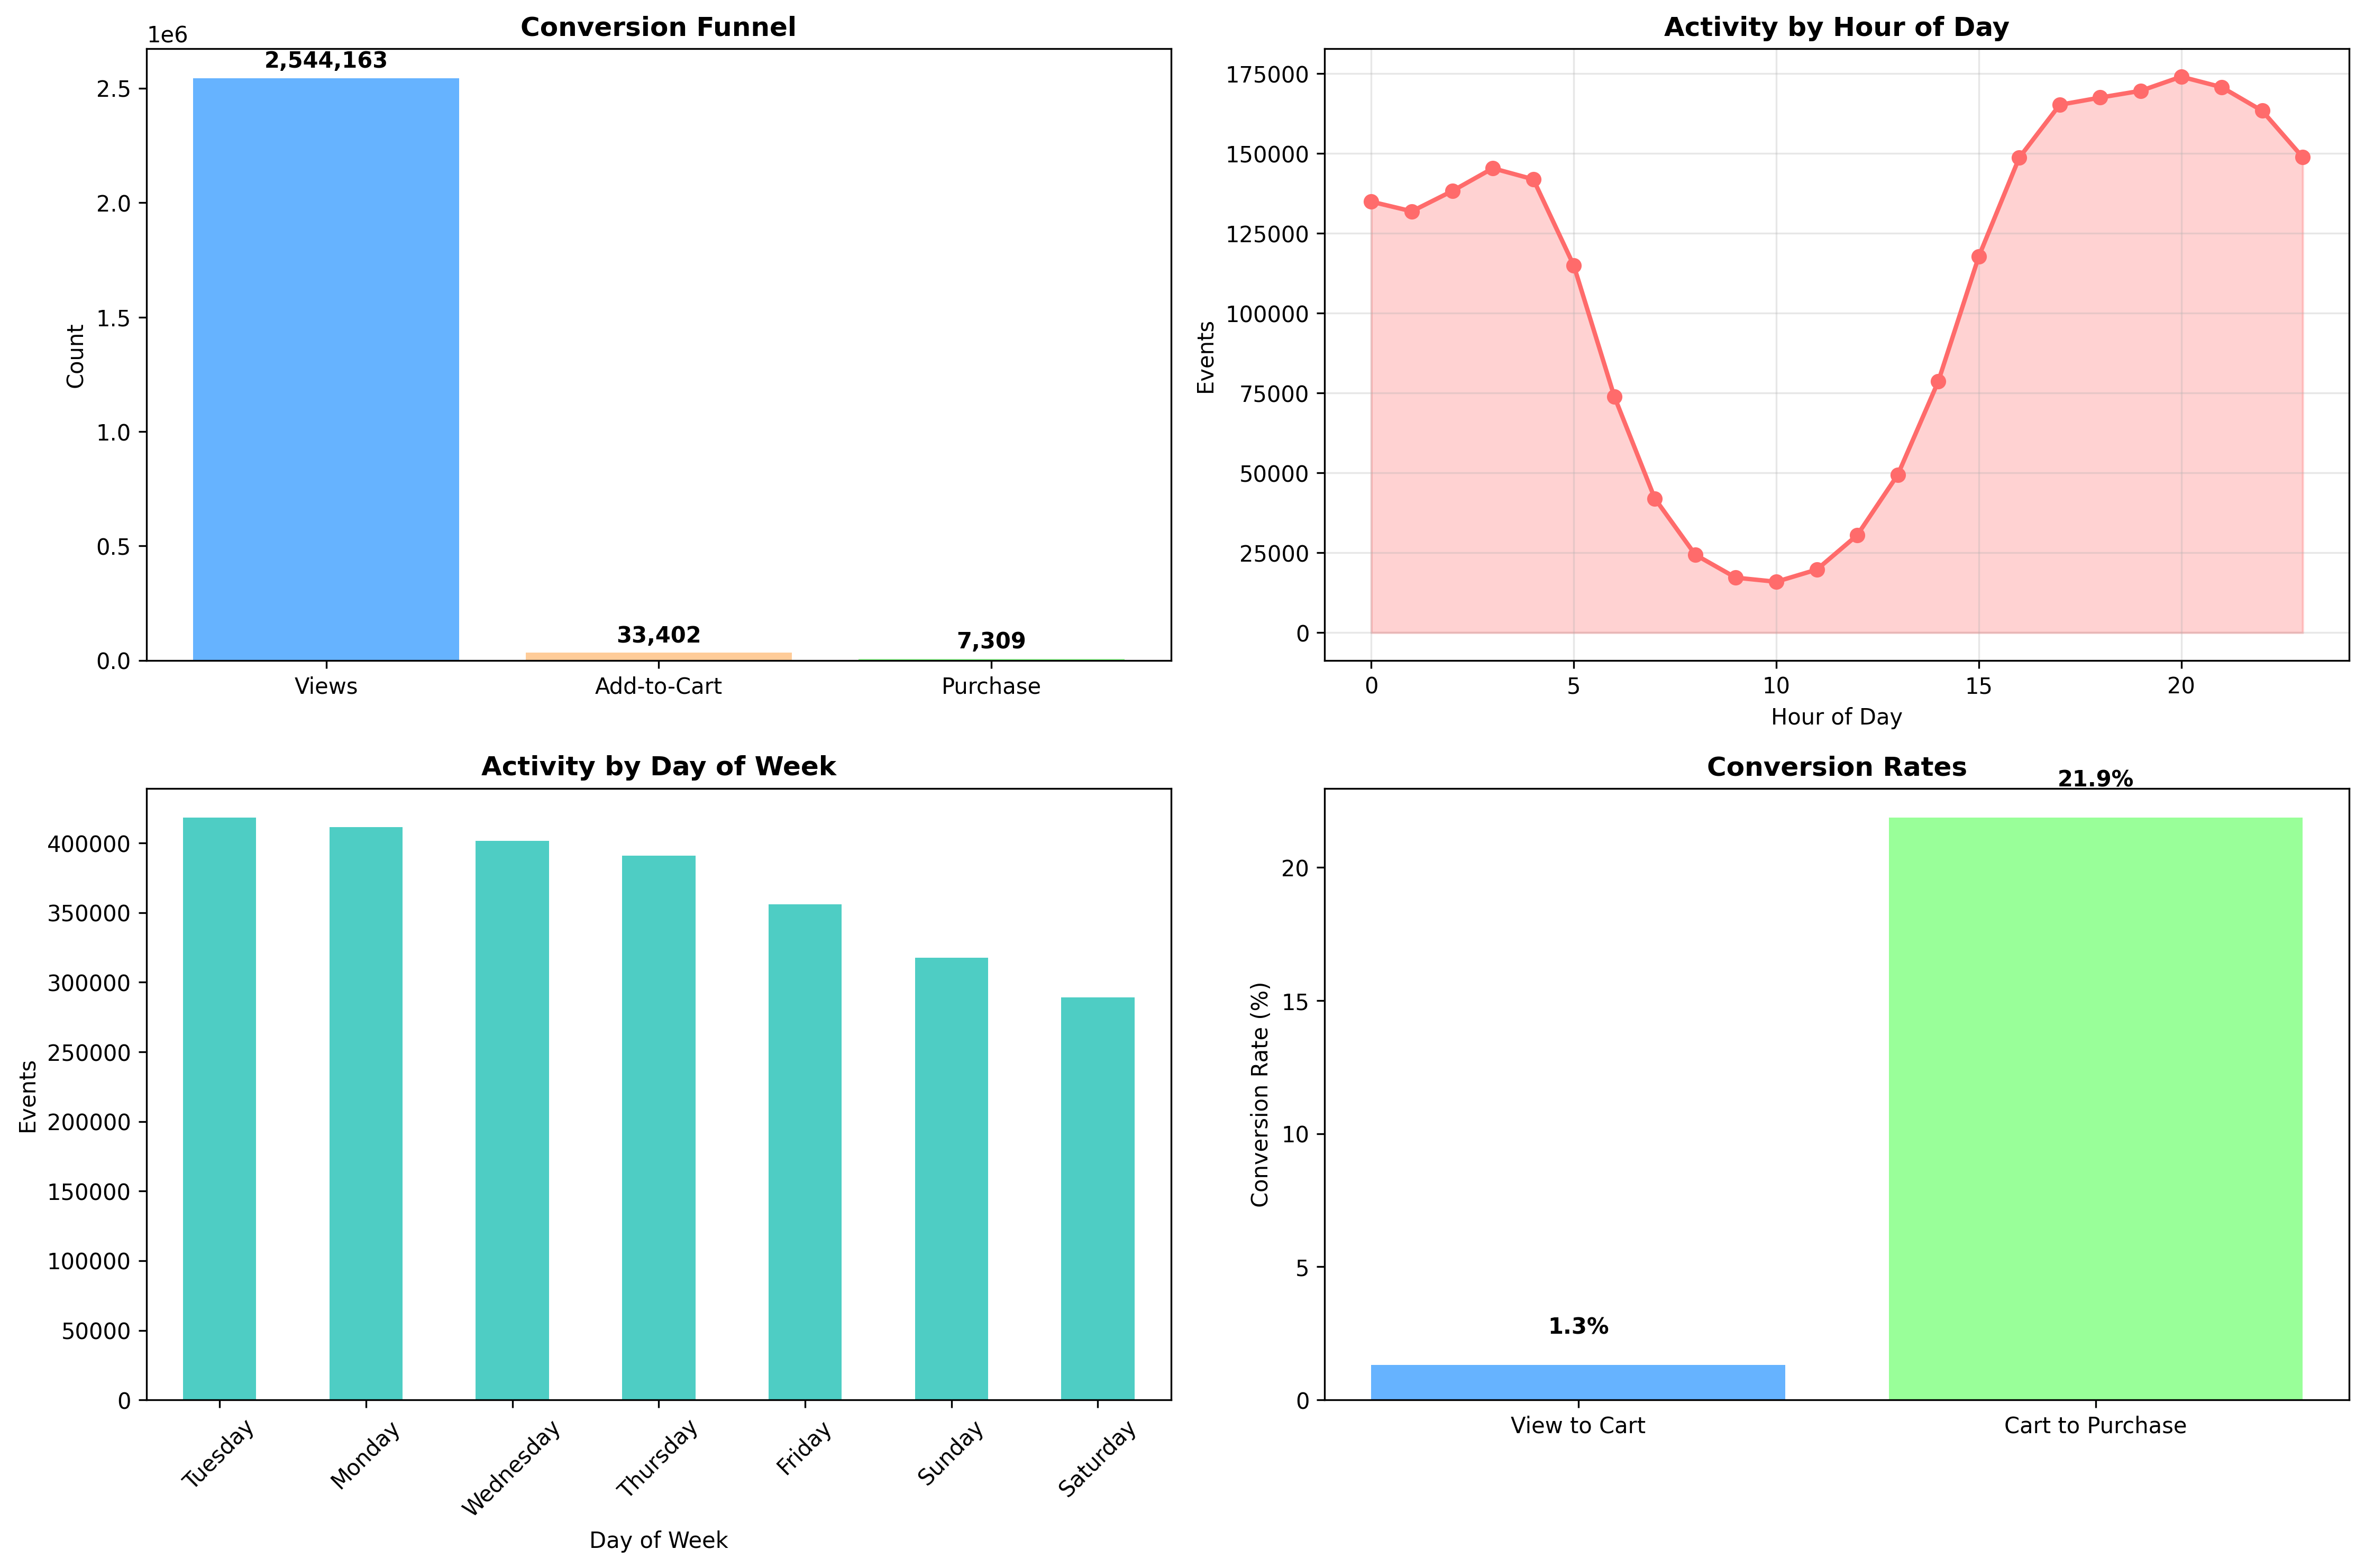 Conversion Funnel
1e6
2,544,163
33,402
7,309
2.5
2.0
1.5
1.0
0.5
0.0
Count
Views
Add-to-Cart
Purchase
Activity by Hour of Day
175000
150000
125000
100000
75000
50000
25000
0
Events
0
5
10
15
20
Hour of Day
Activity by Day of Week
400000
350000
300000
250000
200000
150000
100000
50000
0
Events
Tuesday
Monday
Wednesday
Thursday
Friday
Sunday
Saturday
Day of Week
Conversion Rates
21.9%
1.3%
20
15
10
5
0
Conversion Rate (%)
View to Cart
Cart to Purchase